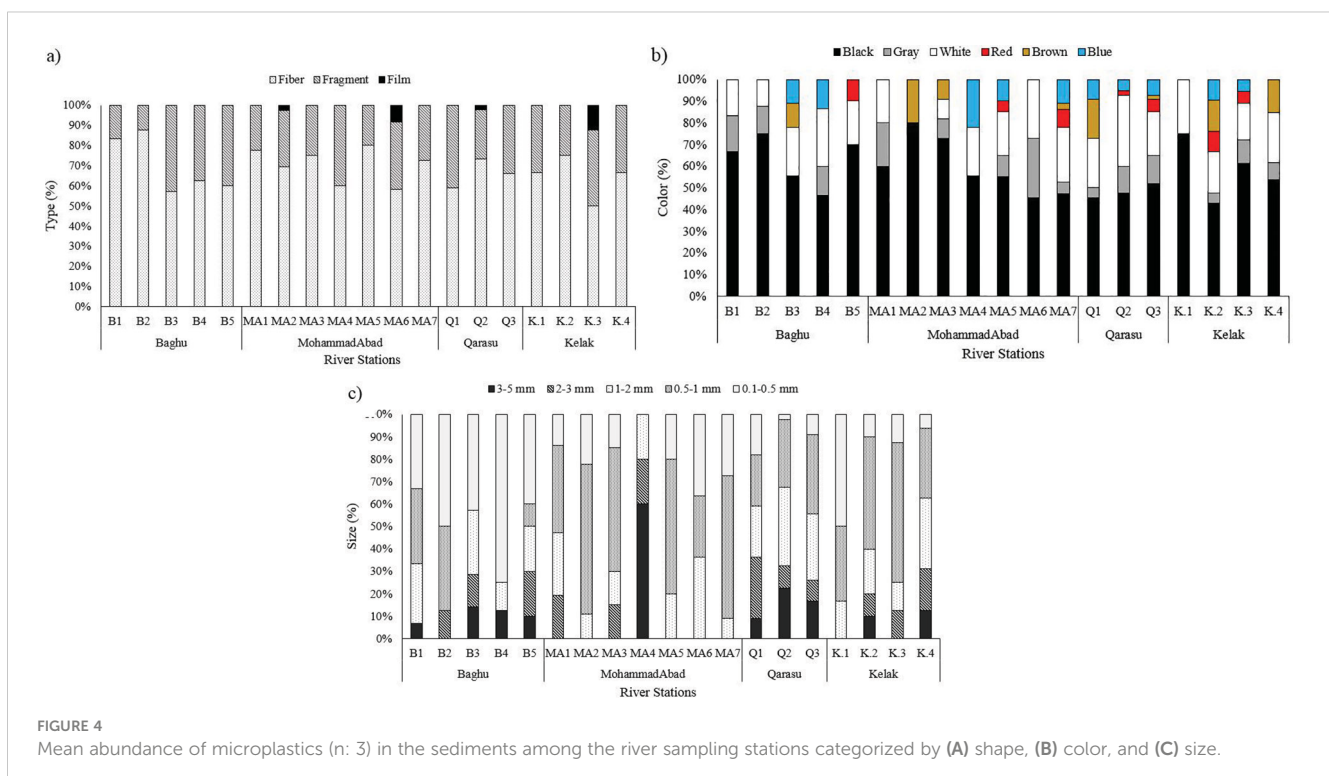 a)
Fiber Fragment Film
100%
90%
80%
70%
60%
50%
40%
30%
20%
10%
0%
Type (%)
B1 B2 B3 B4 B5 MA1 MA2 MA3 MA4 MA5 MA6 MA7 Q1 Q2 Q3 K.1 K.2 K.3 K.4
Baghu MohammadAbad Qarasu Kelak
River Stations
b)
Black Gray White Red Brown Blue
100%
90%
80%
70%
60%
50%
40%
30%
20%
10%
0%
Color (%)
B1 B2 B3 B4 B5 MA1 MA2 MA3 MA4 MA5 MA6 MA7 Q1 Q2 Q3 K.1 K.2 K.3 K.4
Baghu MohammadAbad Qarasu Kelak
River Stations
c)
3-5 mm 2-3 mm 1-2 mm 0.5-1 mm 0.1-0.5 mm
90%
80%
70%
60%
50%
40%
30%
20%
10%
0%
Size (%)
B1 B2 B3 B4 B5 MA1 MA2 MA3 MA4 MA5 MA6 MA7 Q1 Q2 Q3 K.1 K.2 K.3 K.4
Baghu MohammadAbad Qarasu Kelak
River Stations
FIGURE 4
Mean abundance of microplastics (n: 3) in the sediments among the river sampling stations categorized by (A) shape, (B) color, and (C) size.